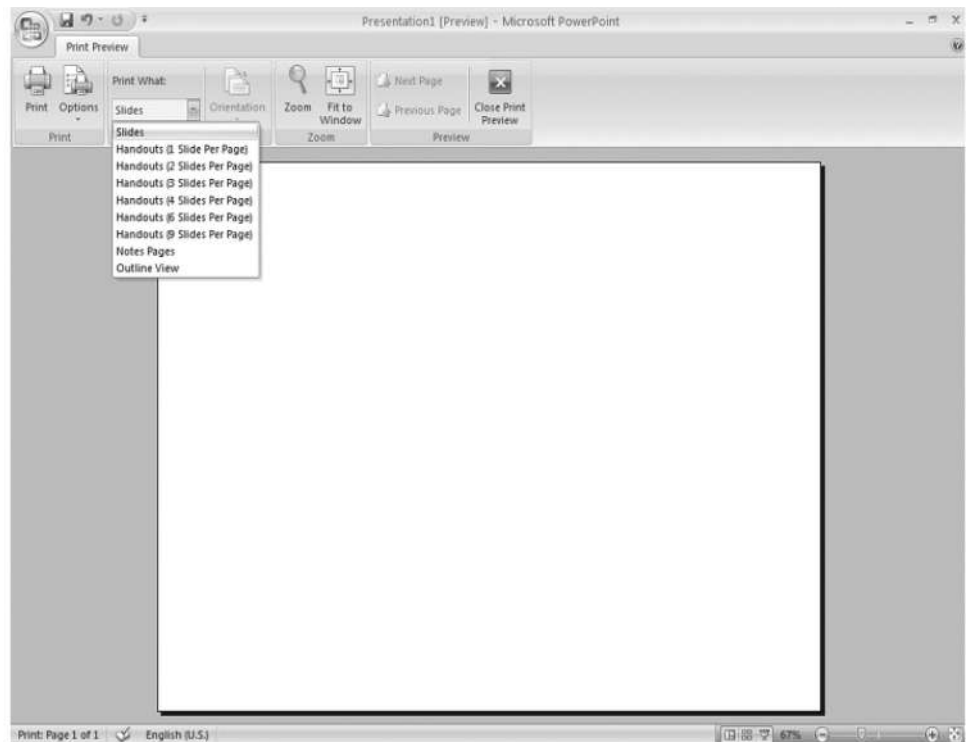 Presentation1 [Preview] - Microsoft PowerPoint
Print Preview
Print
Options
Print What:
Slides
Orientation
Zoom
Fit to
Window
Next Page
Previous Page
Close Print
Preview
Print
Zoom
Preview
Slides
Handouts (1 Slide Per Page)
Handouts (2 Slides Per Page)
Handouts (3 Slides Per Page)
Handouts (4 Slides Per Page)
Handouts (6 Slides Per Page)
Handouts (9 Slides Per Page)
Notes Pages
Outline View
Print: Page 1 of 1
English (U.S.)
67%